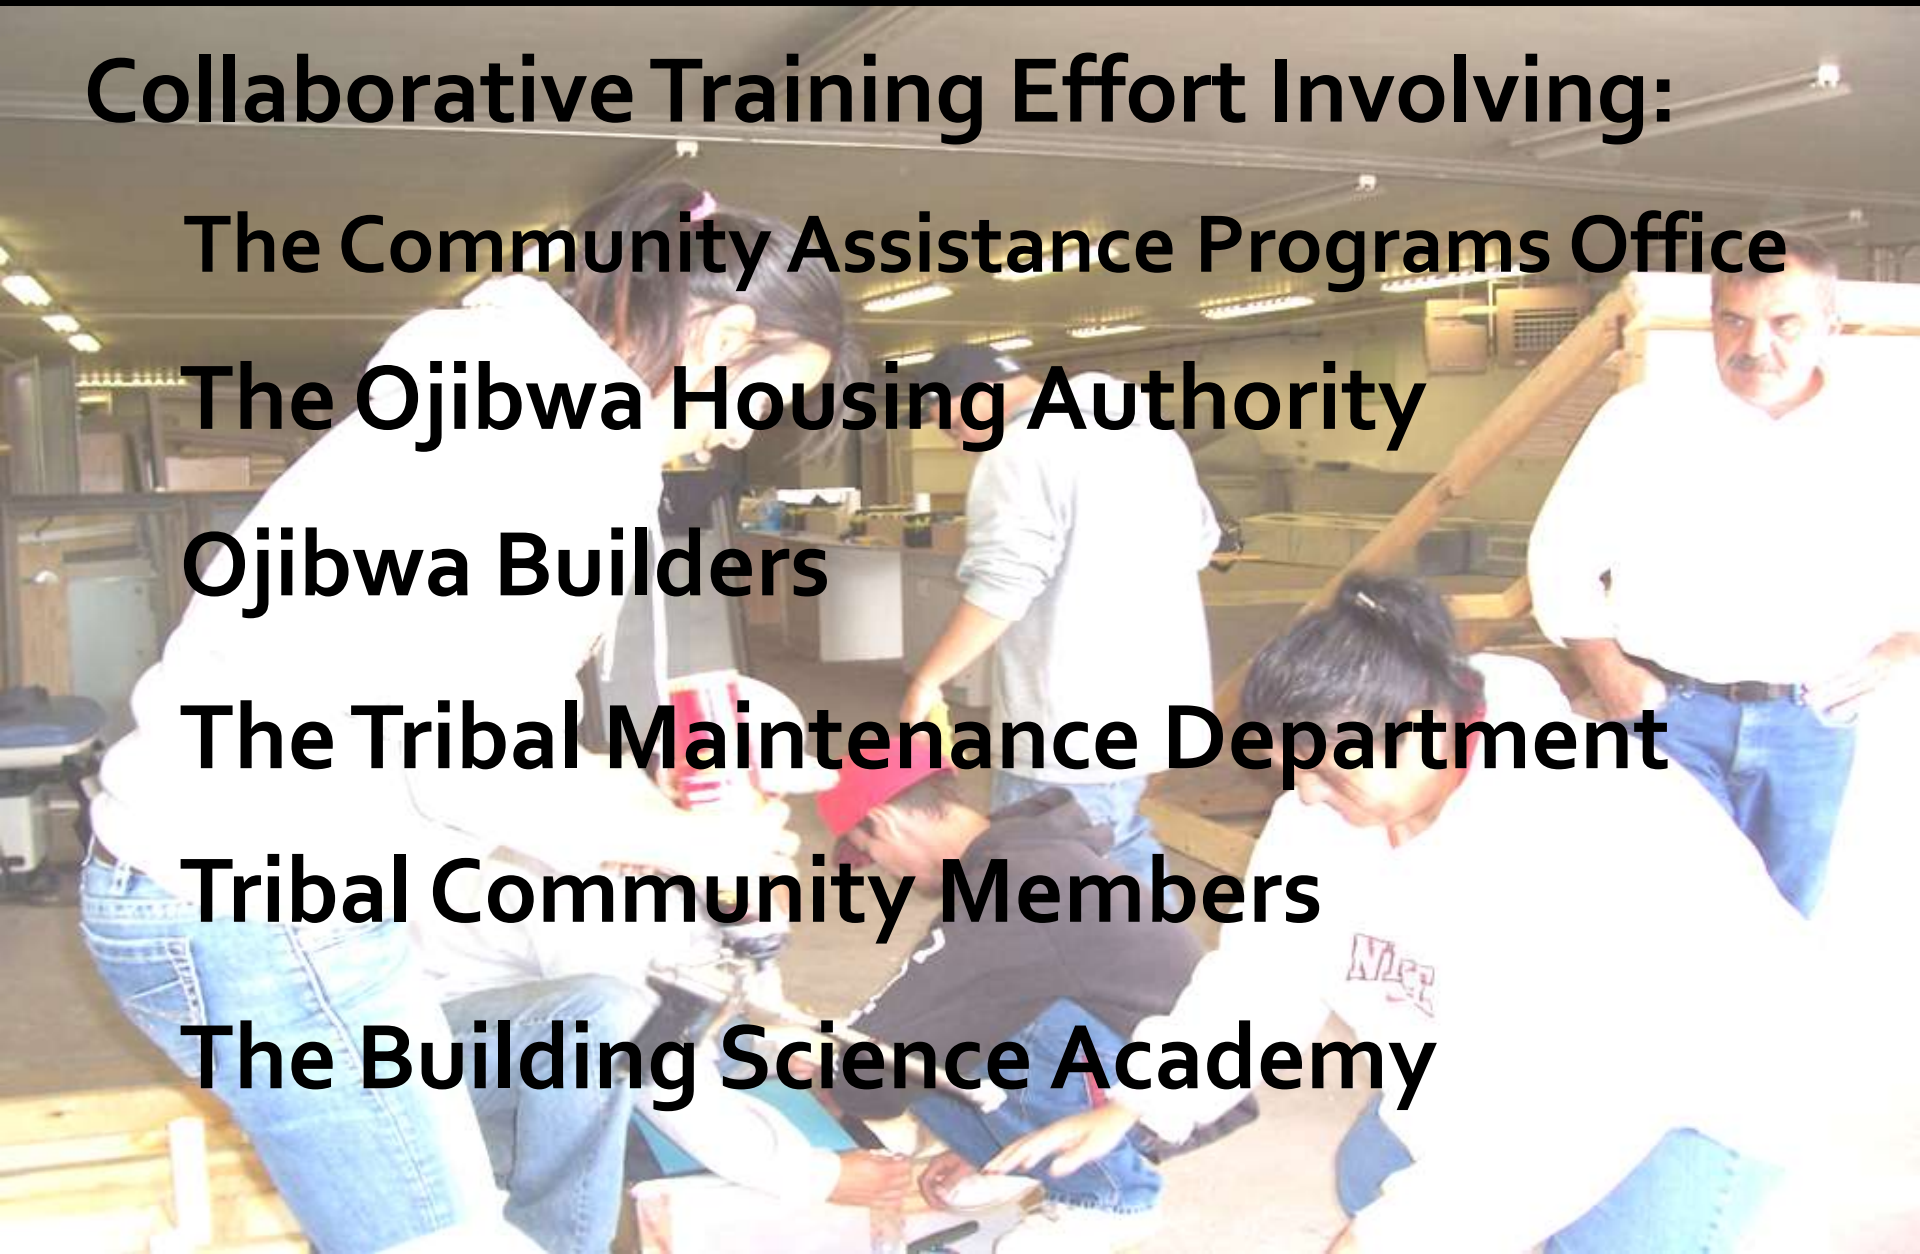 Collaborative Training Effort Involving:
The Community Assistance Programs Office
The Ojibwa Housing Authority
Ojibwa Builders
The Tribal Maintenance Department
Tribal Community Members
The Building Science Academy